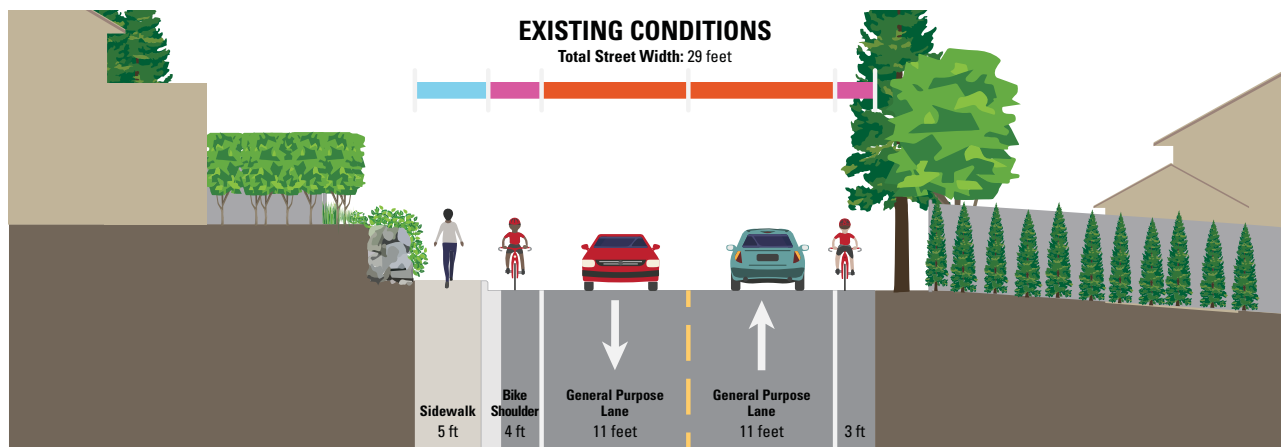 EXISTING CONDITIONS
Total Street Width: 29 feet
Sidewalk
5 ft
Bike
Shoulder
4 ft
General Purpose
Lane
11 feet
General Purpose
Lane
11 feet
3 ft